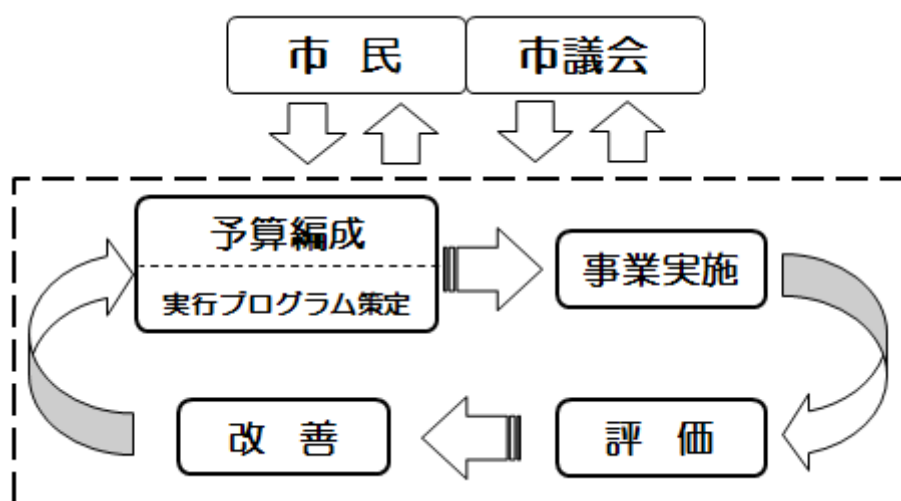 市 民
市議会
予算編成
実行プログラム策定
事業実施
改 善
評 価